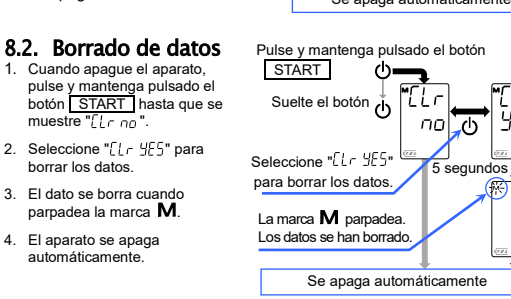 Se apaga automáticamente
8.2. Borrado de datos
1. Cuando apague el aparato,
pulse y mantenga pulsado el
botón START hasta que se
muestre "CLr no".
2. Seleccione "CLr YES" para
borrar los datos.
3. El dato se borra cuando
parpadea la marca M.
4. El aparato se apaga
automáticamente.
Pulse y mantenga pulsado el botón
START
Suelte el botón
M CLr
no
Seleccione "CLr YES"
para borrar los datos.
5 segundos
La marca M parpadea.
Los datos se han borrado.
Se apaga automáticamente